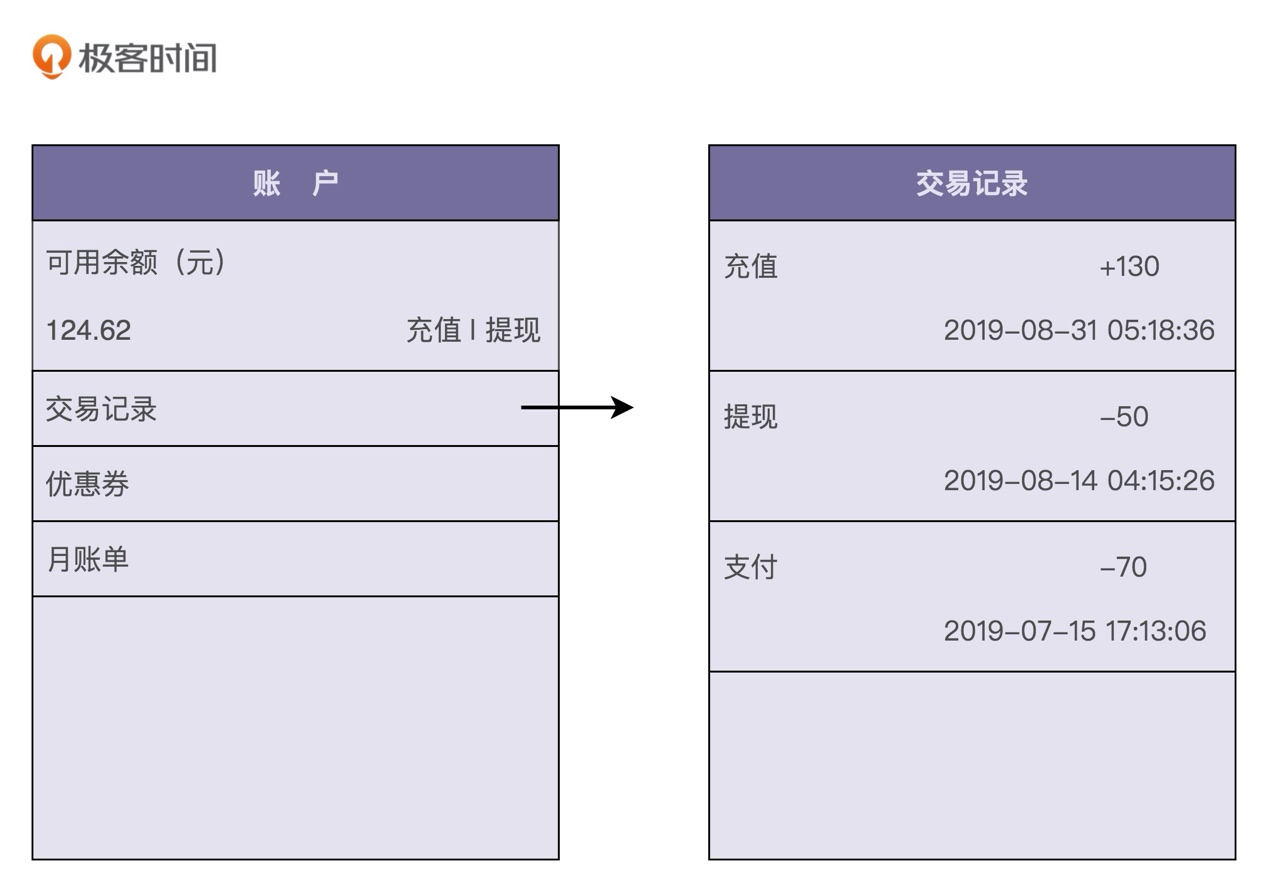 极客时间
账 户
可用余额（元）
124.62 充值 | 提现
交易记录
优惠券
月账单
交易记录
充值 +130
2019-08-31 05:18:36
提现 -50
2019-08-14 04:15:26
支付 -70
2019-07-15 17:13:06